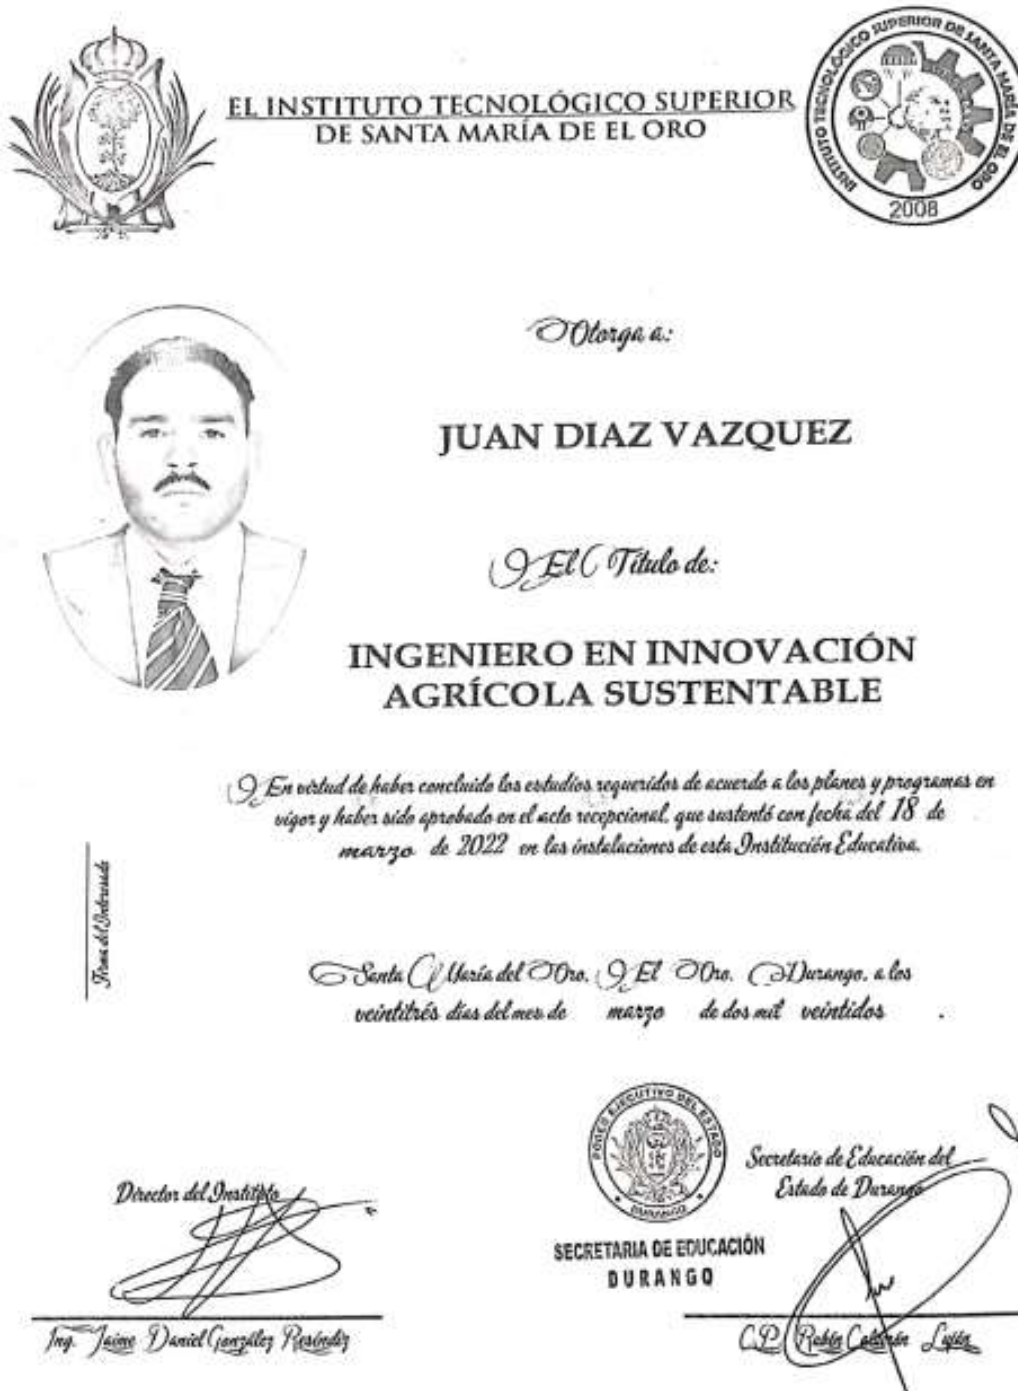 EL INSTITUTO TECNOLÓGICO SUPERIOR
DE SANTA MARÍA DE EL ORO
INSTITUTO TECNOLÓGICO SUPERIOR DE SANTA MARÍA DE EL ORO
2008
Otorga a:
JUAN DIAZ VAZQUEZ
El Título de:
INGENIERO EN INNOVACIÓN
AGRÍCOLA SUSTENTABLE
En virtud de haber concluido los estudios requeridos de acuerdo a los planes y programas en
vigor y haber sido aprobado en el acto recepcional, que sustentó con fecha del 18 de
marzo de 2022 en las instalaciones de esta Institución Educativa.
Firma del Interesado
Santa María del Oro, El Oro, Durango, a los
veintitrés días del mes de marzo de dos mil veintidos .
PODER EJECUTIVO DEL ESTADO
DURANGO
SECRETARIA DE EDUCACIÓN
DURANGO
Director del Instituto
Ing. Jaime Daniel González Reséndiz
Secretario de Educación del
Estado de Durango
C.P. Rubén Calderón Luján